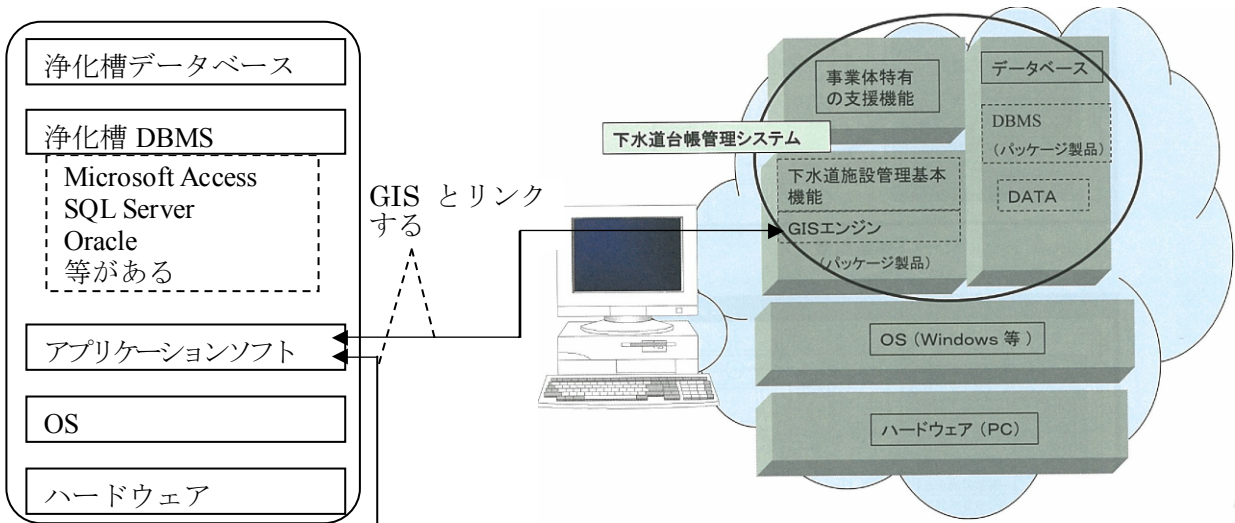 浄化槽データベース
浄化槽 DBMS
Microsoft Access
SQL Server
Oracle
等がある
アプリケーションソフト
OS
ハードウェア
GIS とリンク
する
下水道台帳管理システム
事業体特有
の支援機能
下水道施設管理基本
機能
GISエンジン
(パッケージ製品)
データベース
DBMS
(パッケージ製品)
DATA
OS (Windows 等 )
ハードウェア (PC)